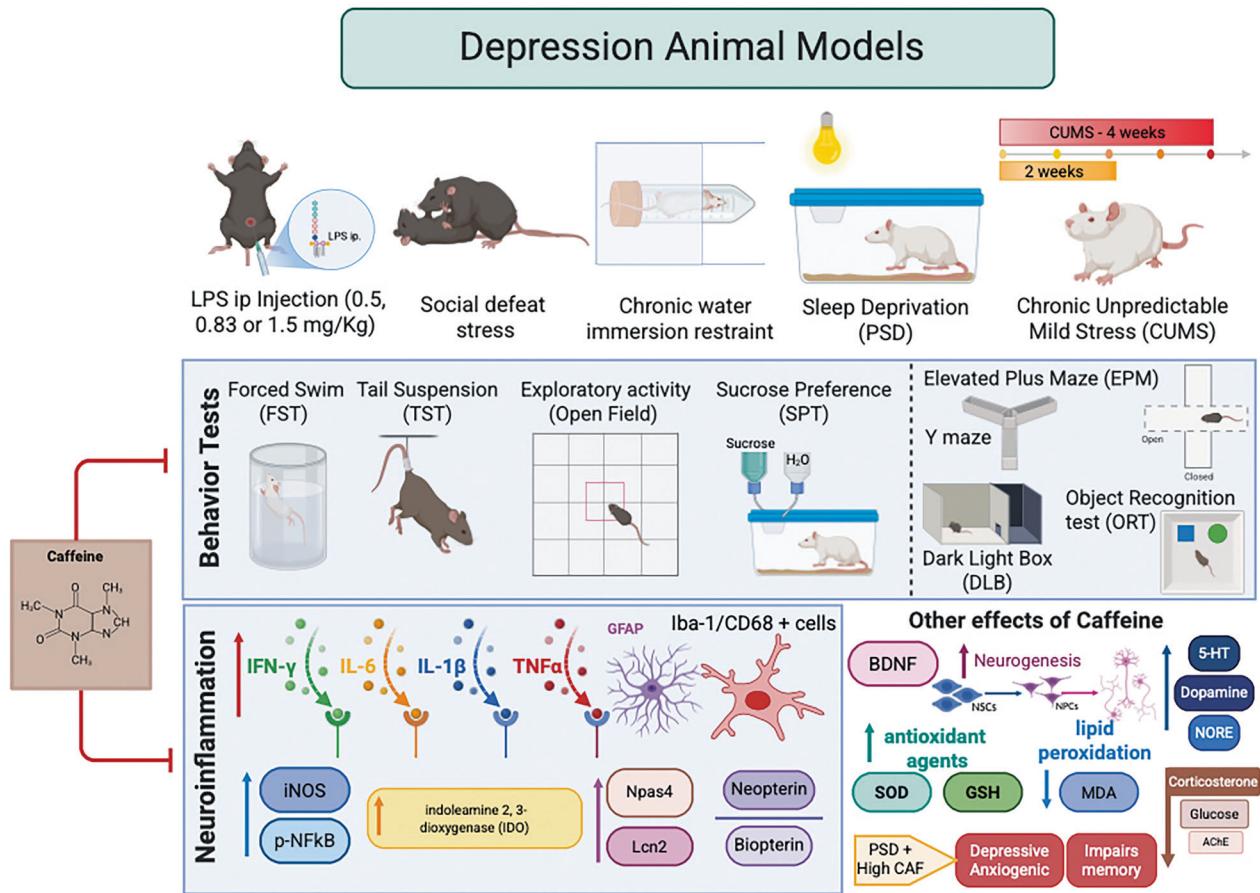 Depression Animal Models
LPS ip.
LPS ip Injection (0.5,
0.83 or 1.5 mg/Kg)
Social defeat
stress
Chronic water
immersion restraint
Sleep Deprivation
(PSD)
CUMS - 4 weeks
2 weeks
Chronic Unpredictable
Mild Stress (CUMS)
Behavior Tests
Forced Swim
(FST)
Tail Suspension
(TST)
Exploratory activity
(Open Field)
Sucrose Preference
(SPT)
Sucrose
H₂O
Elevated Plus Maze (EPM)
Y maze
Open
Closed
Dark Light Box
(DLB)
Object Recognition
test (ORT)
Caffeine
O
CH₃
H₃C
N
N
CH
O
N
N
CH₃
Neuroinflammation
IFN-γ
IL-6
IL-1β
TNFα
GFAP
Iba-1/CD68 + cells
iNOS
p-NFkB
indoleamine 2, 3-
dioxygenase (IDO)
Npas4
Lcn2
Neopterin
Biopterin
Other effects of Caffeine
BDNF
Neurogenesis
NSCs
NPCs
5-HT
Dopamine
NORE
antioxidant
agents
SOD
GSH
lipid
peroxidation
MDA
Corticosterone
Glucose
AChE
PSD +
High CAF
Depressive
Anxiogenic
Impairs
memory